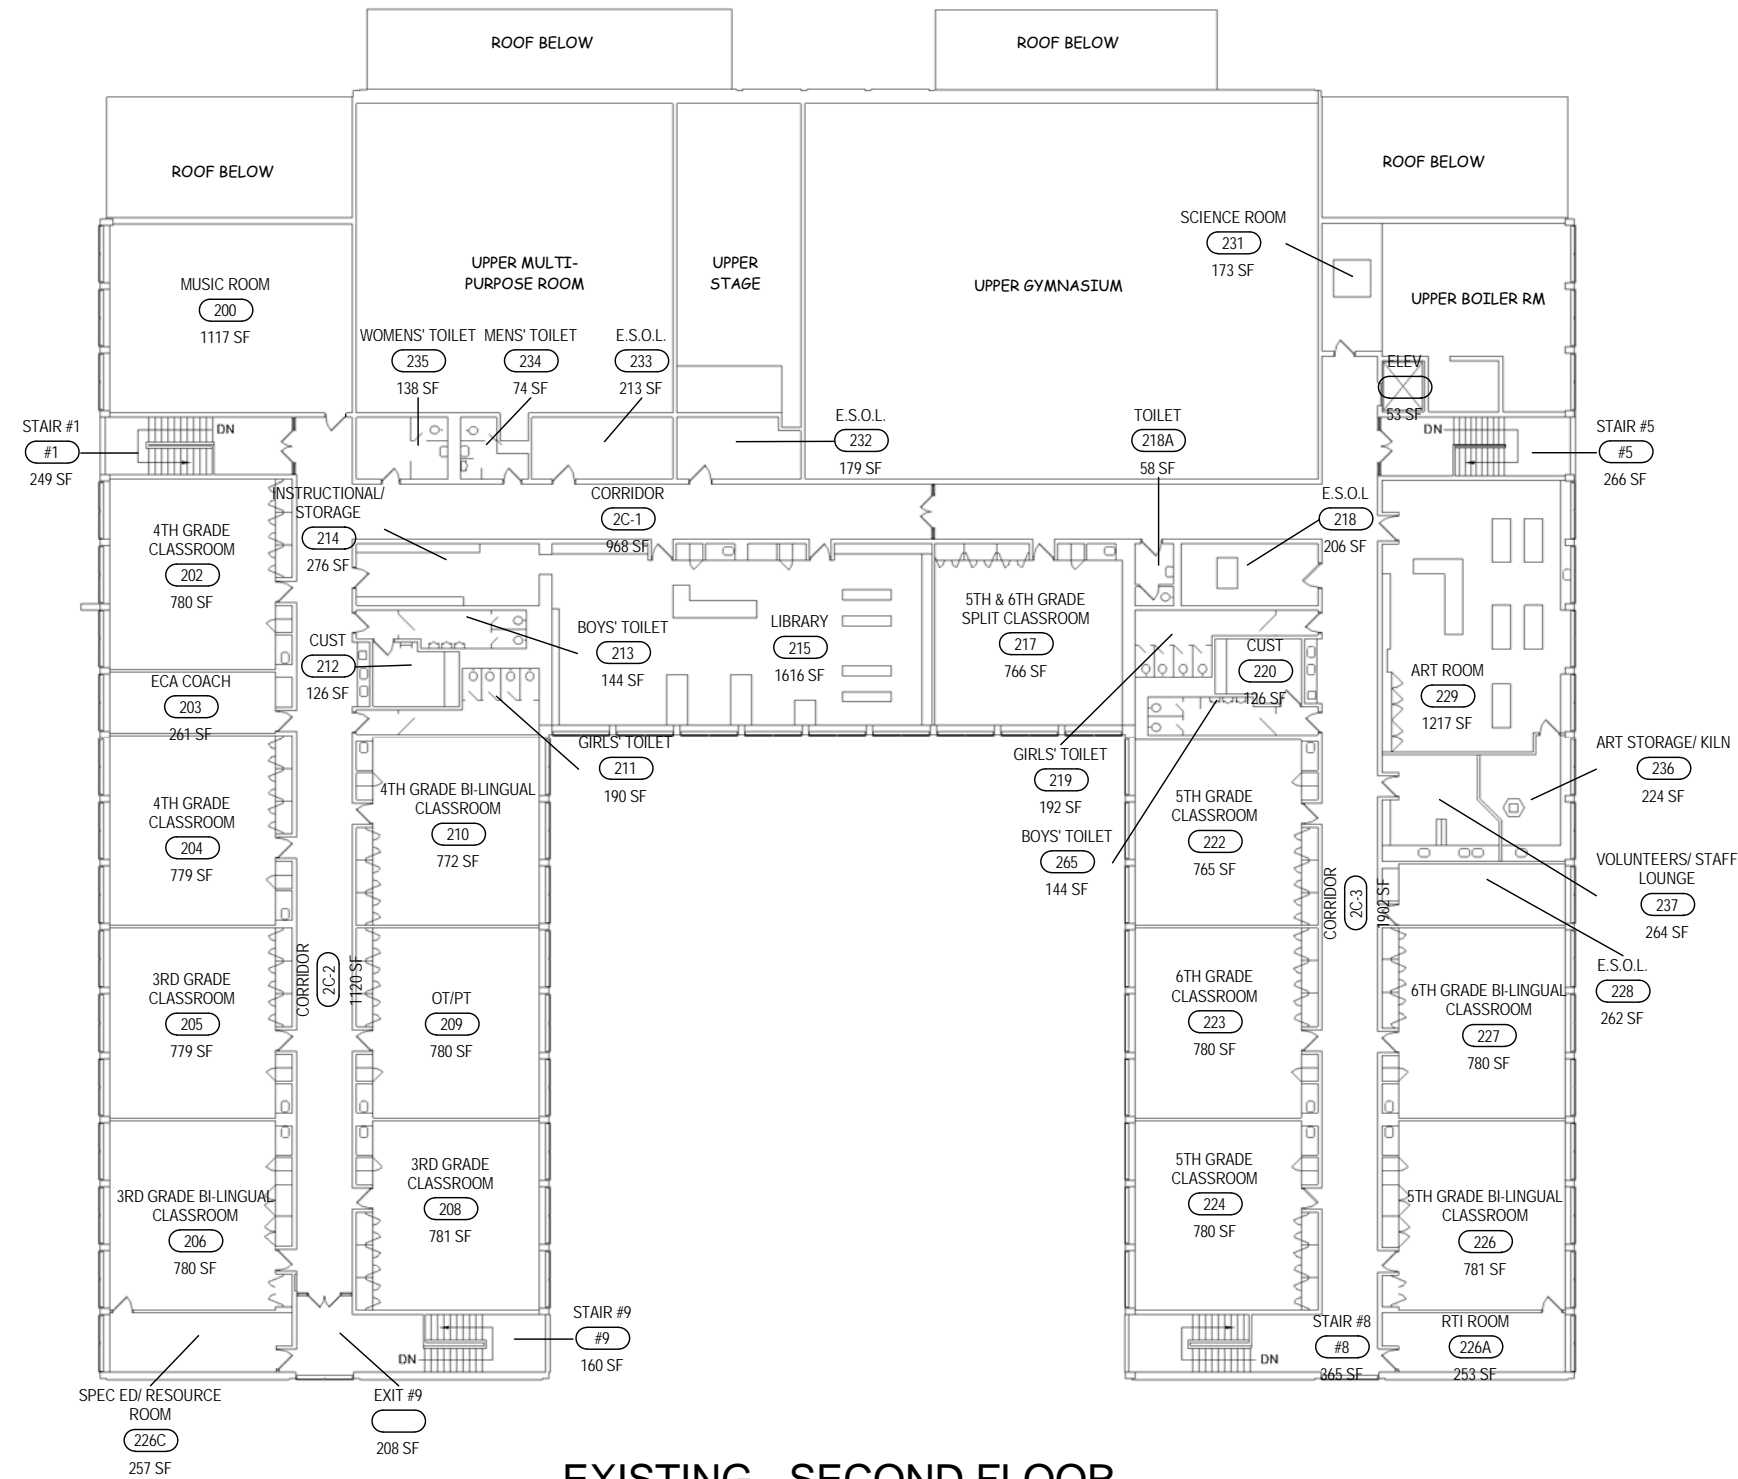 ROOF BELOW
ROOF BELOW
ROOF BELOW
ROOF BELOW
MUSIC ROOM
200
1117 SF
UPPER MULTI-
PURPOSE ROOM
UPPER
STAGE
UPPER GYMNASIUM
SCIENCE ROOM
231
173 SF
UPPER BOILER RM
WOMENS' TOILET
235
138 SF
MENS' TOILET
234
74 SF
E.S.O.L.
233
213 SF
E.S.O.L.
232
179 SF
TOILET
218A
58 SF
ELEV
53 SF
STAIR #1
#1
249 SF
DN
DN
STAIR #5
#5
266 SF
INSTRUCTIONAL/
STORAGE
214
276 SF
CORRIDOR
2C-1
968 SF
E.S.O.L
218
206 SF
4TH GRADE
CLASSROOM
202
780 SF
CUST
212
126 SF
BOYS' TOILET
213
144 SF
LIBRARY
215
1616 SF
5TH & 6TH GRADE
SPLIT CLASSROOM
217
766 SF
CUST
220
126 SF
ART ROOM
229
1217 SF
ECA COACH
203
261 SF
GIRLS' TOILET
211
190 SF
GIRLS' TOILET
219
192 SF
ART STORAGE/ KILN
236
224 SF
4TH GRADE
CLASSROOM
204
779 SF
4TH GRADE BI-LINGUAL
CLASSROOM
210
772 SF
BOYS' TOILET
265
144 SF
5TH GRADE
CLASSROOM
222
765 SF
VOLUNTEERS/ STAFF
LOUNGE
237
264 SF
CORRIDOR
2C-3
1902 SF
E.S.O.L.
228
262 SF
3RD GRADE
CLASSROOM
205
779 SF
CORRIDOR
2C-2
1120 SF
OT/PT
209
780 SF
6TH GRADE
CLASSROOM
223
780 SF
6TH GRADE BI-LINGUAL
CLASSROOM
227
780 SF
3RD GRADE BI-LINGUAL
CLASSROOM
206
780 SF
3RD GRADE
CLASSROOM
208
781 SF
5TH GRADE
CLASSROOM
224
780 SF
5TH GRADE BI-LINGUAL
CLASSROOM
226
781 SF
STAIR #9
#9
160 SF
DN
DN
STAIR #8
#8
365 SF
RTI ROOM
226A
253 SF
SPEC ED/ RESOURCE
ROOM
226C
257 SF
EXIT #9
208 SF
EXISTING - SECOND FLOOR